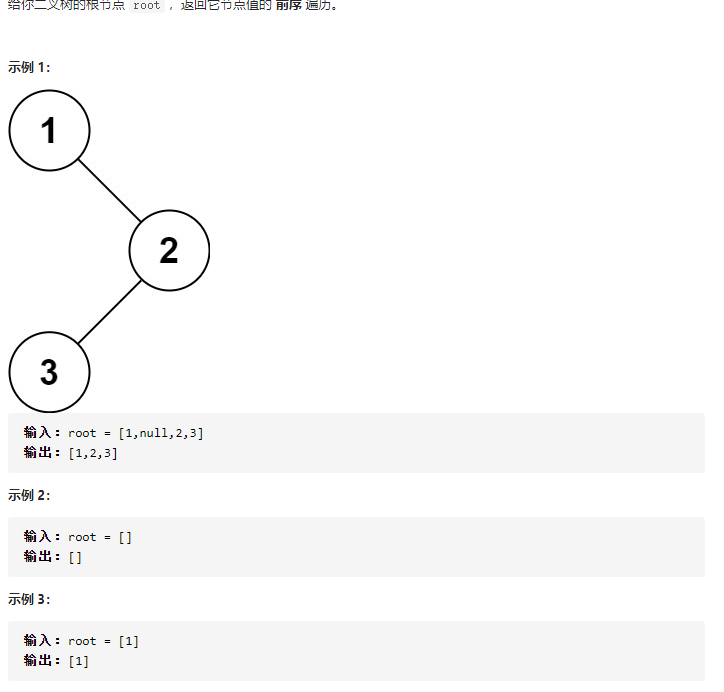 给你二叉树的根节点 root ，返回它节点值的 前序 遍历。
示例 1：
1
2
3
输入：root = [1,null,2,3]
输出：[1,2,3]
示例 2：
输入：root = []
输出：[]
示例 3：
输入：root = [1]
输出：[1]